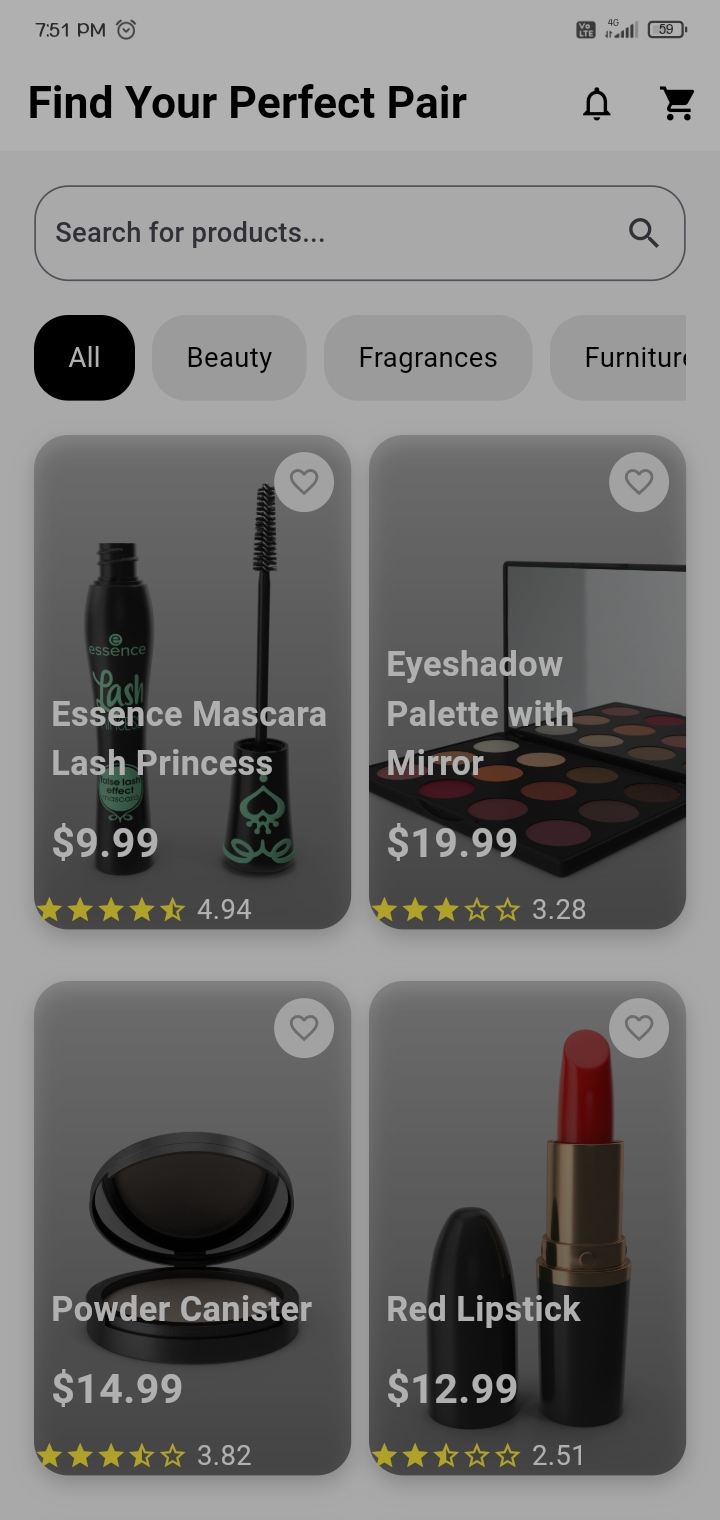 7:51 PM
Vo LTE 4G 59
Find Your Perfect Pair
Search for products...
All Beauty Fragrances Furniture
essence
Lash
Essence Mascara
Lash Princess
false lash
effect
mascara
$9.99
4.94
Eyeshadow
Palette with
Mirror
$19.99
3.28
Powder Canister
$14.99
3.82
Red Lipstick
$12.99
2.51